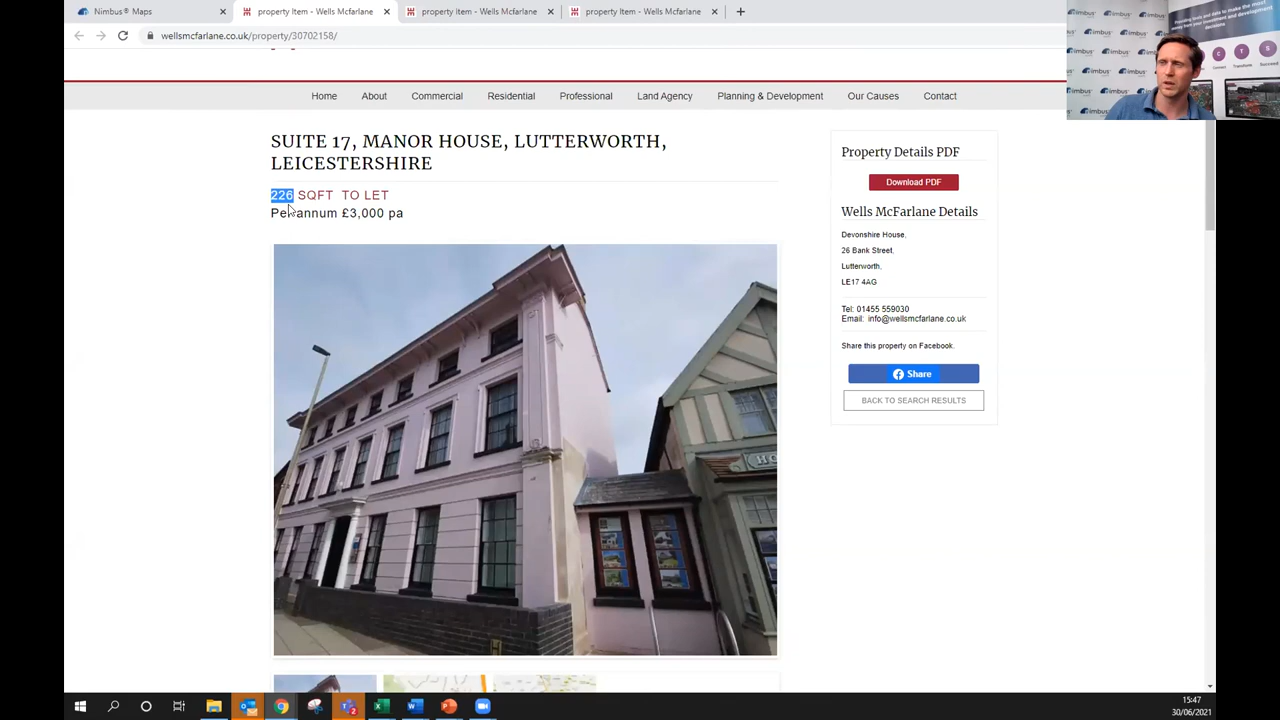 Nimbus® Maps
property Item - Wells Mcfarlane
property Item - Wells Mcfarlane
property Item - Wells Mcfarlane
wellsmcfarlane.co.uk/property/30702158/
Home About Commercial Residential Professional Land Agency Planning & Development Our Causes Contact
SUITE 17, MANOR HOUSE, LUTTERWORTH,
LEICESTERSHIRE
226 SQFT TO LET
Per annum £3,000 pa
Property Details PDF
Download PDF
Wells McFarlane Details
Devonshire House,
26 Bank Street,
Lutterworth,
LE17 4AG
Tel: 01455 559030
Email: info@wellsmcfarlane.co.uk
Share this property on Facebook.
Share
BACK TO SEARCH RESULTS
15:47
30/06/2021